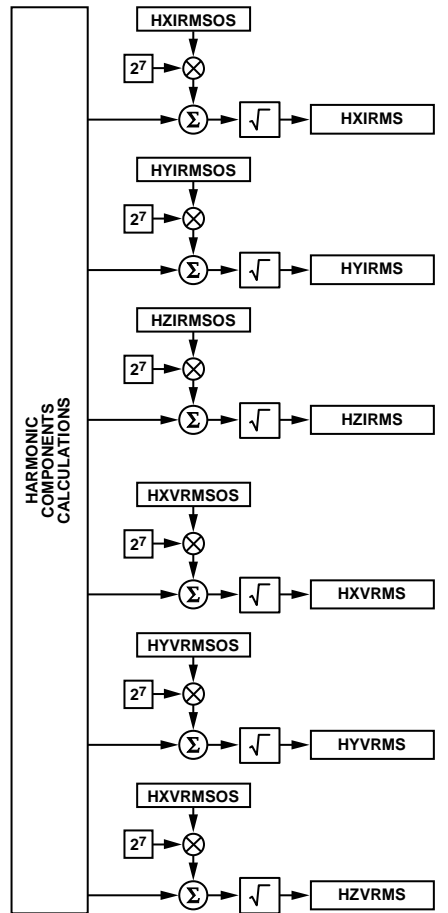 HARMONIC
COMPONENTS
CALCULATIONS
HXIRMSOS
2⁷
Σ
√
HXIRMS
HYIRMSOS
2⁷
Σ
√
HYIRMS
HZIRMSOS
2⁷
Σ
√
HZIRMS
HXVRMSOS
2⁷
Σ
√
HXVRMS
HYVRMSOS
2⁷
Σ
√
HYVRMS
HXVRMSOS
2⁷
Σ
√
HZVRMS